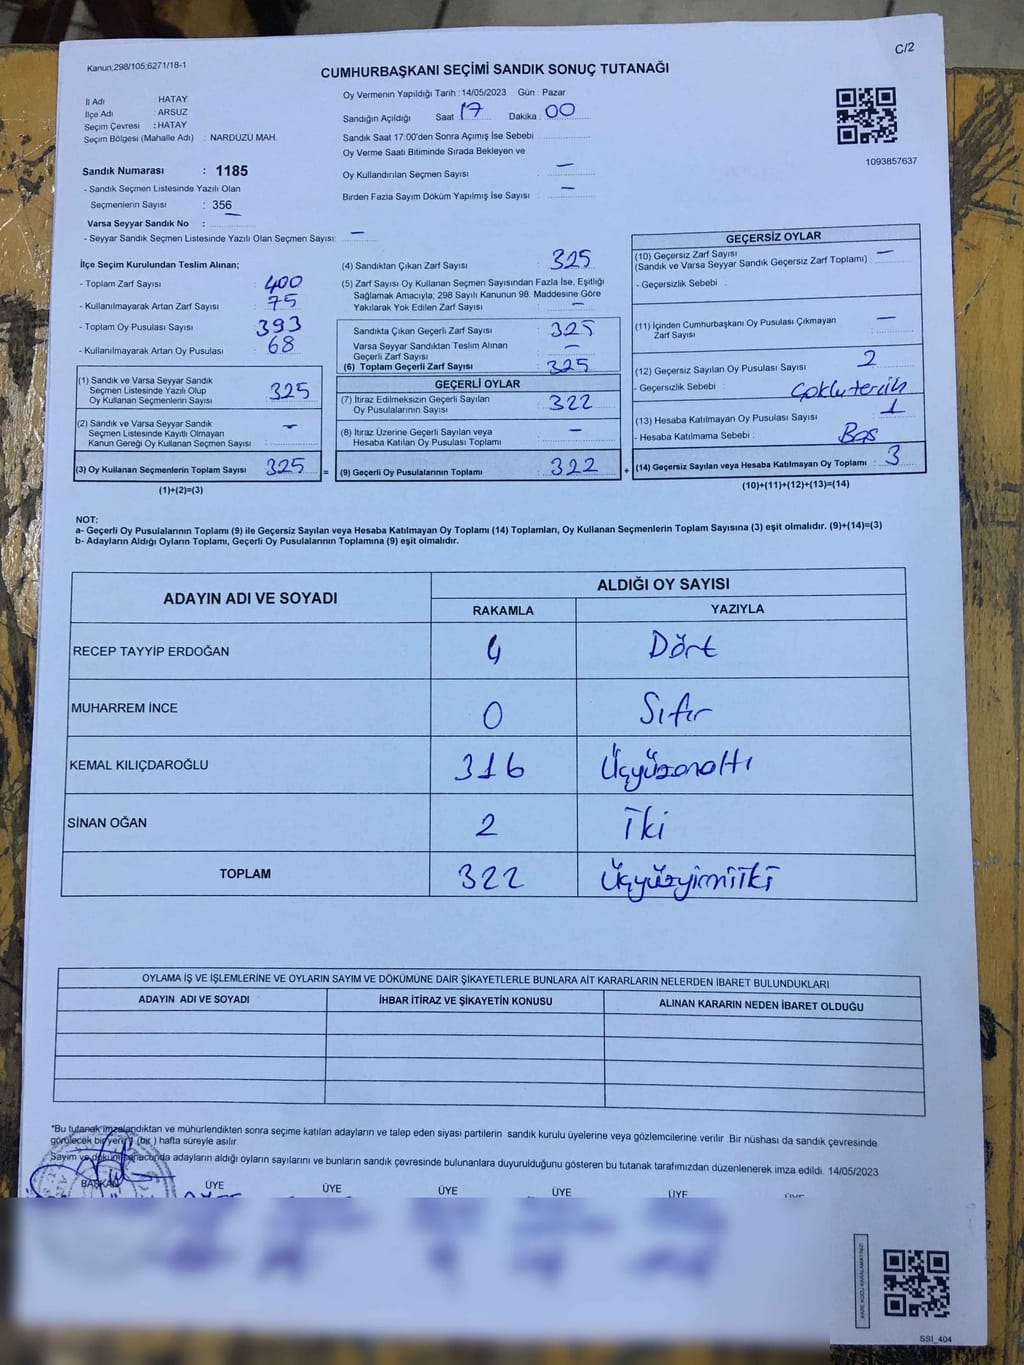 C/2
Kanun;298/105;6271/18-1
CUMHURBAŞKANI SEÇİMİ SANDIK SONUÇ TUTANAĞI
İl Adı : HATAY
İlçe Adı : ARSUZ
Seçim Çevresi : HATAY
Seçim Bölgesi (Mahalle Adı) : NARDÜZÜ MAH.
Sandık Numarası : 1185
- Sandık Seçmen Listesinde Yazılı Olan
Seçmenlerin Sayısı : 356
Varsa Seyyar Sandık No : —
- Seyyar Sandık Seçmen Listesinde Yazılı Olan Seçmen Sayısı: —
Oy Vermenin Yapıldığı Tarih : 14/05/2023 Gün : Pazar
Sandığın Açıldığı Saat 17 Dakika : 00
Sandık Saat 17:00'den Sonra Açımış İse Sebebi
Oy Verme Saati Bitiminde Sırada Bekleyen ve
Oy Kullandırılan Seçmen Sayısı : —
Birden Fazla Sayım Döküm Yapılmış İse Sayısı : —
1093857637
İlçe Seçim Kurulundan Teslim Alınan;
- Toplam Zarf Sayısı : 400
- Kullanılmayarak Artan Zarf Sayısı : 75
- Toplam Oy Pusulası Sayısı : 393
- Kullanılmayarak Artan Oy Pusulası : 68
(1) Sandık ve Varsa Seyyar Sandık
Seçmen Listesinde Yazılı Olup
Oy Kullanan Seçmenlerin Sayısı : 325
(2) Sandık ve Varsa Seyyar Sandık
Seçmen Listesinde Kayıtlı Olmayan
Kanun Gereği Oy Kullanan Seçmen Sayısı : —
(3) Oy Kullanan Seçmenlerin Toplam Sayısı : 325
(1)+(2)=(3)
(4) Sandıktan Çıkan Zarf Sayısı : 325
(5) Zarf Sayısı Oy Kullanan Seçmen Sayısından Fazla İse, Eşitliği
Sağlamak Amacıyla; 298 Sayılı Kanunun 98. Maddesine Göre
Yakılarak Yok Edilen Zarf Sayısı : —
Sandıkta Çıkan Geçerli Zarf Sayısı : 325
Varsa Seyyar Sandıktan Teslim Alınan
Geçerli Zarf Sayısı : —
(6) Toplam Geçerli Zarf Sayısı : 325
GEÇERLİ OYLAR
(7) İtiraz Edilmeksizin Geçerli Sayılan
Oy Pusulalarının Sayısı : 322
(8) İtiraz Üzerine Geçerli Sayılan veya
Hesaba Katılan Oy Pusulası Toplamı : —
= (9) Geçerli Oy Pusulalarının Toplamı : 322
GEÇERSİZ OYLAR
(10) Geçersiz Zarf Sayısı : —
(Sandık ve Varsa Seyyar Sandık Geçersiz Zarf Toplamı)
- Geçersizlik Sebebi :
(11) İçinden Cumhurbaşkanı Oy Pusulası Çıkmayan
Zarf Sayısı : —
(12) Geçersiz Sayılan Oy Pusulası Sayısı : 2
- Geçersizlik Sebebi : çoklu tercih
(13) Hesaba Katılmayan Oy Pusulası Sayısı : 1
- Hesaba Katılmama Sebebi : Boş
+ (14) Geçersiz Sayılan veya Hesaba Katılmayan Oy Toplamı : 3
(10)+(11)+(12)+(13)=(14)
NOT:
a- Geçerli Oy Pusulalarının Toplamı (9) ile Geçersiz Sayılan veya Hesaba Katılmayan Oy Toplamı (14) Toplamları, Oy Kullanan Seçmenlerin Toplam Sayısına (3) eşit olmalıdır. (9)+(14)=(3)
b- Adayların Aldığı Oyların Toplamı, Geçerli Oy Pusulalarının Toplamına (9) eşit olmalıdır.
ADAYIN ADI VE SOYADI ALDIĞI OY SAYISI
RAKAMLA YAZIYLA
RECEP TAYYİP ERDOĞAN 4 Dört
MUHARREM İNCE 0 Sıfır
KEMAL KILIÇDAROĞLU 316 Üçyüzonaltı
SİNAN OĞAN 2 İki
TOPLAM 322 Üçyüzyirmiiki
OYLAMA İŞ VE İŞLEMLERİNE VE OYLARIN SAYIM VE DÖKÜMÜNE DAİR ŞİKAYETLERLE BUNLARA AİT KARARLARIN NELERDEN İBARET BULUNDUKLARI
ADAYIN ADI VE SOYADI İHBAR İTİRAZ VE ŞİKAYETİN KONUSU ALINAN KARARIN NEDEN İBARET OLDUĞU
*Bu tutanak imzalandıktan ve mühürlendikten sonra seçime katılan adayların ve talep eden siyasi partilerin sandık kurulu üyelerine veya gözlemcilerine verilir .Bir nüshası da sandık çevresinde
görülecek bir yere 1 (bir ) hafta süreyle asılır.
Sayım ve döküm sonucunda adayların aldığı oyların sayılarını ve bunların sandık çevresinde bulunanlara duyurulduğunu gösteren bu tutanak tarafımızdan düzenlenerek imza edildi. 14/05/2023
BAŞKAN ÜYE ÜYE ÜYE ÜYE ÜYE
SSI_404